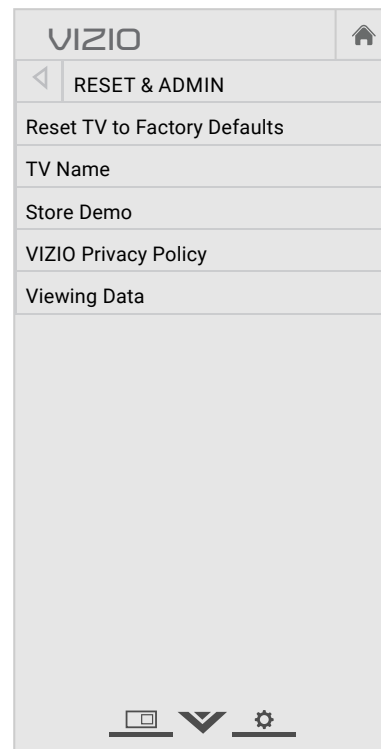 VIZIO
RESET & ADMIN
Reset TV to Factory Defaults
TV Name
Store Demo
VIZIO Privacy Policy
Viewing Data